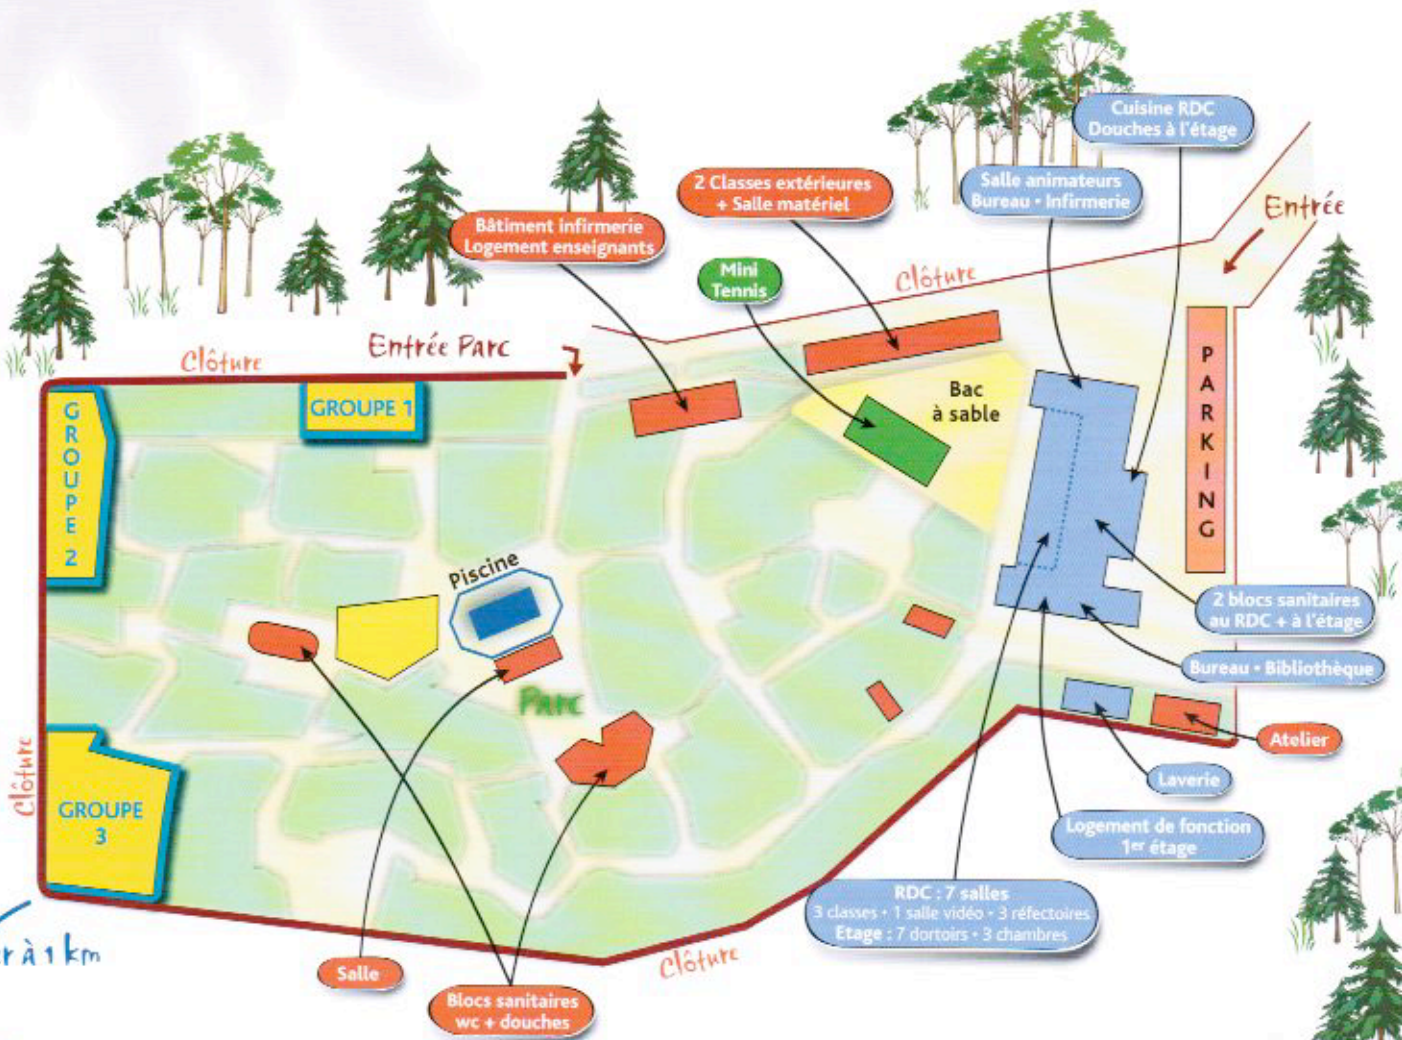 Cuisine RDC
Douches à l'étage
Salle animateurs
Bureau • Infirmerie
2 Classes extérieures
+ Salle matériel
Entrée
Bâtiment Infirmerie
Logement enseignants
Mini
Tennis
Clôture
Entrée Parc
Clôture
PARKING
Bac
à sable
GROUPE 1
GROUPE 2
Piscine
2 blocs sanitaires
au RDC + à l'étage
Bureau • Bibliothèque
Parc
Atelier
Clôture
Laverie
GROUPE
3
Logement de fonction
1er étage
RDC : 7 salles
3 classes • 1 salle vidéo • 3 réfectoires
Etage : 7 dortoirs • 3 chambres
à 1 km
Clôture
Salle
Blocs sanitaires
wc + douches